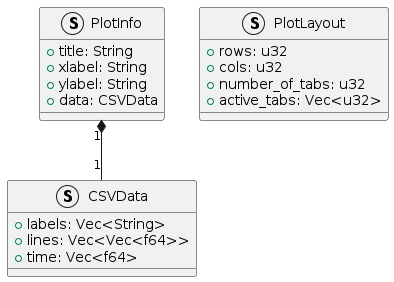 S PlotInfo
title: String
xlabel: String
ylabel: String
data: CSVData
S PlotLayout
rows: u32
cols: u32
number_of_tabs: u32
active_tabs: Vec<u32>
1
1
S CSVData
labels: Vec<String>
lines: Vec<Vec<f64>>
time: Vec<f64>